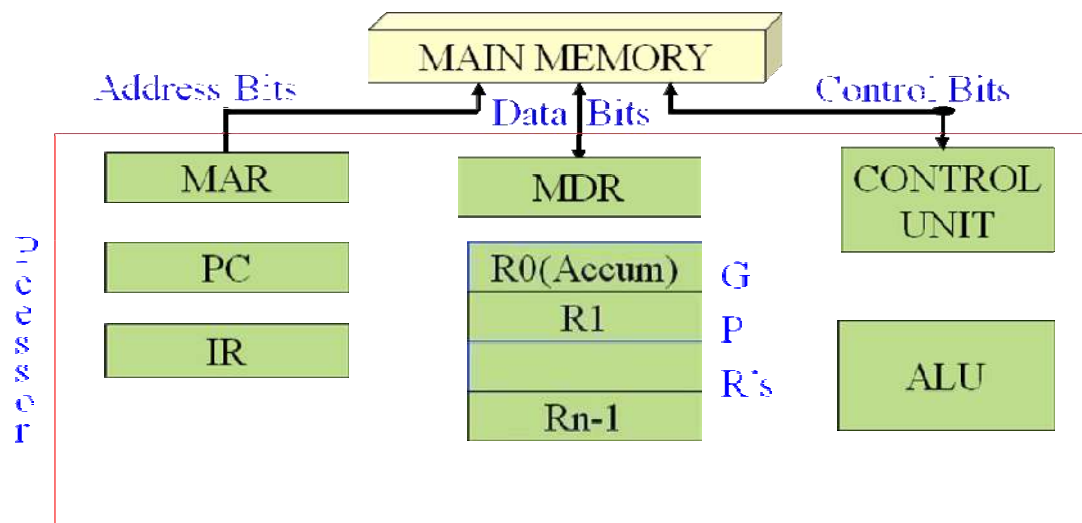 MAIN MEMORY
Address Bits
Data Bits
Control Bits
MAR
MDR
CONTROL
UNIT
PC
R0(Accum)
G
R1
P
IR
R's
ALU
Rn-1